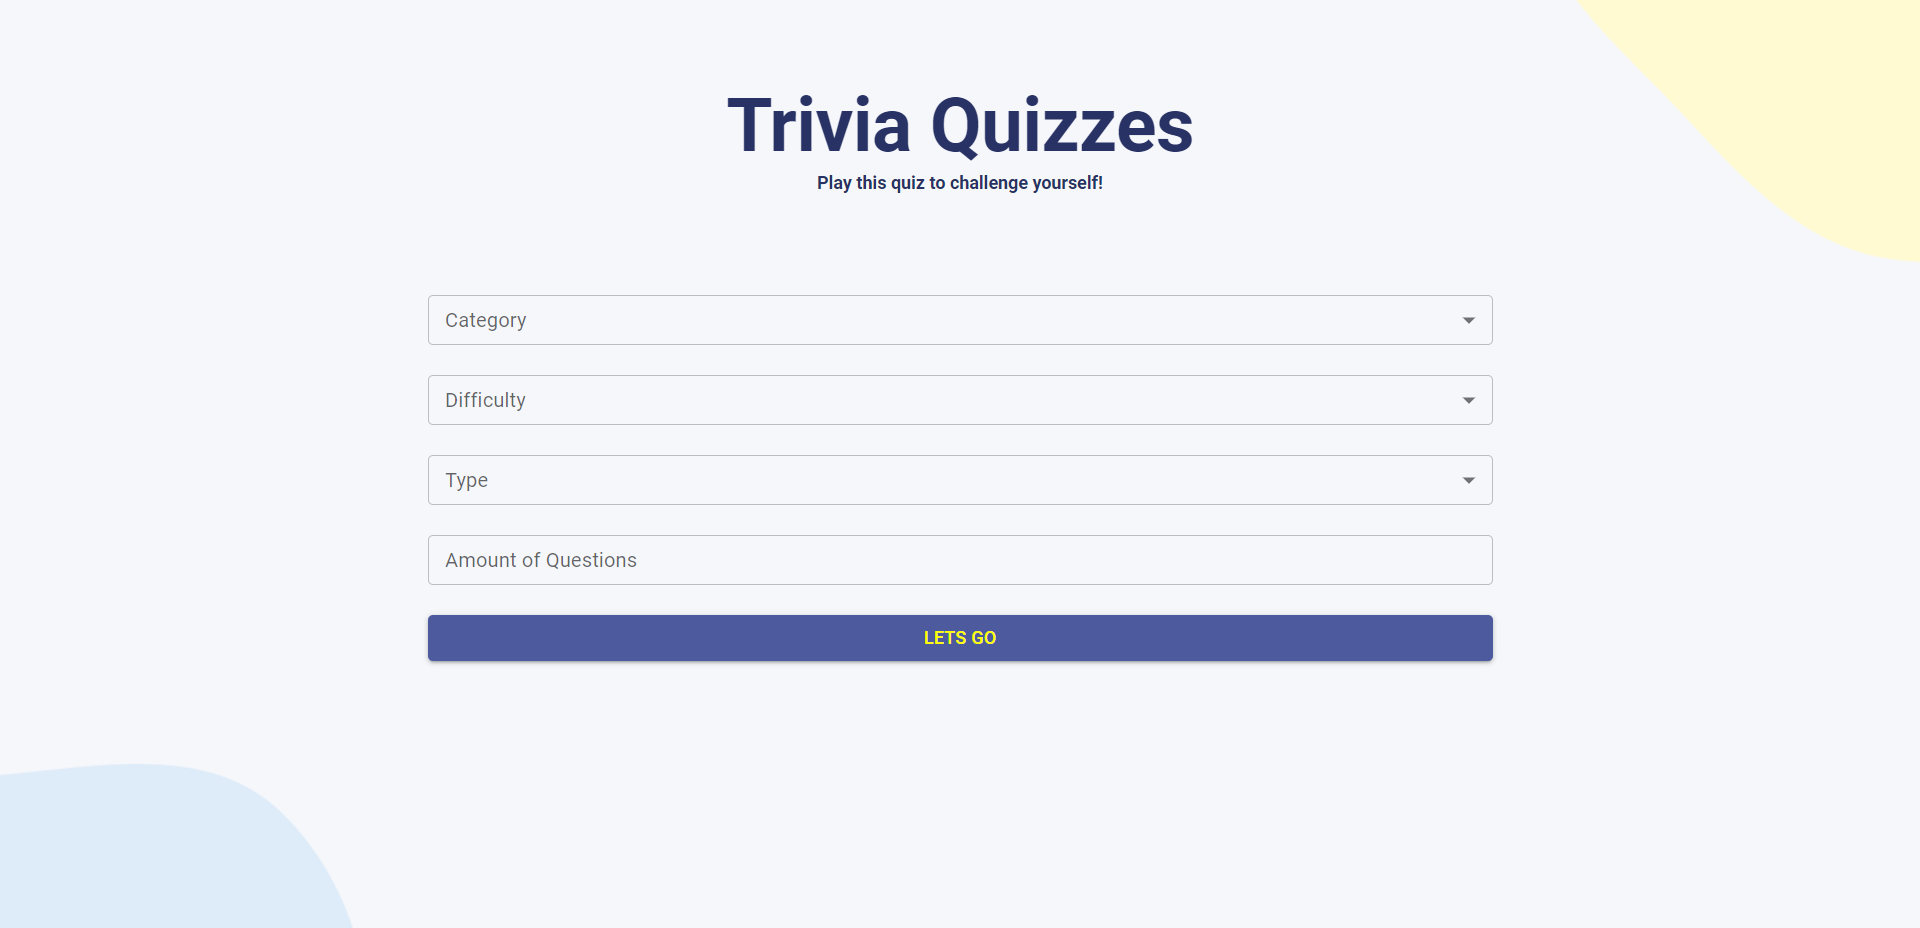 Trivia Quizzes
Play this quiz to challenge yourself!
Category
Difficulty
Type
Amount of Questions
LETS GO